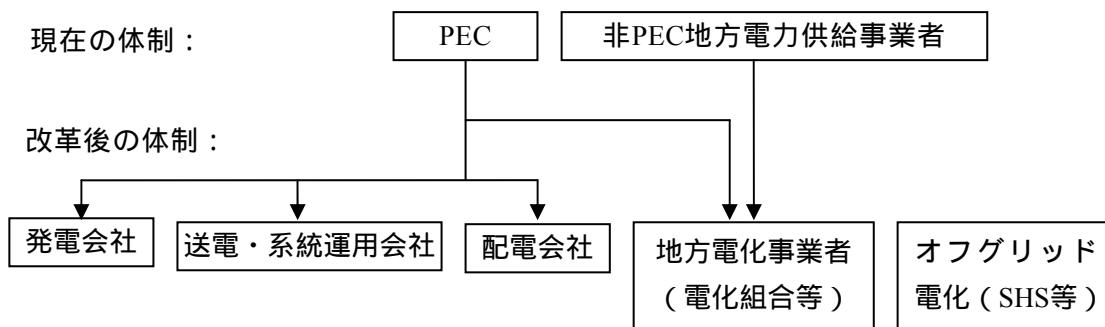 現在の体制：
PEC
非PEC地方電力供給事業者
改革後の体制：
発電会社
送電・系統運用会社
配電会社
地方電化事業者
（電化組合等）
オフグリッド
電化（SHS等）